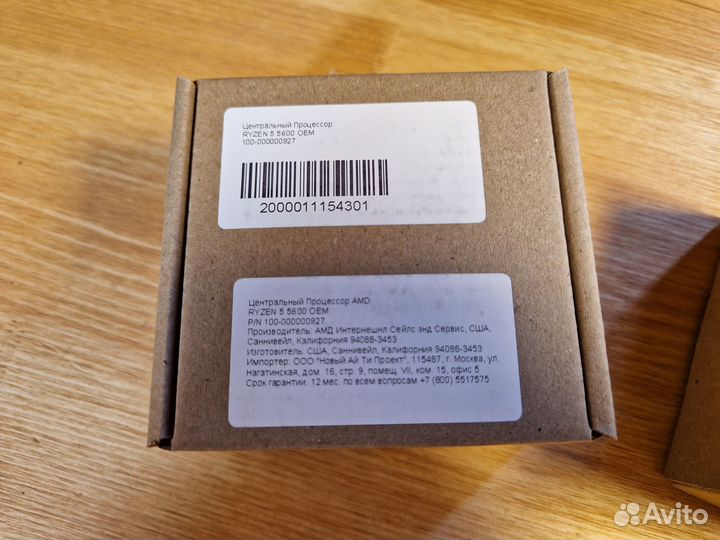 Центральный Процессор
RYZEN 5 5600 OEM
100-000000927
2000011154301
Центральный Процессор AMD
RYZEN 5 5600 OEM
P/N 100-000000927
Производитель: АМД Интернешнл Сейлс энд Сервис, США,
Саннивейл, Калифорния 94088-3453
Изготовитель: США, Саннивейл, Калифорния 94088-3453
Импортер: ООО "Новый Ай Ти Проект", 115487, г. Москва, ул.
Нагатинская, дом. 16, стр. 9, помещ. VII, ком. 15, офис 5
Срок гарантии: 12 мес. по всем вопросам +7 (800) 5517575
Avito